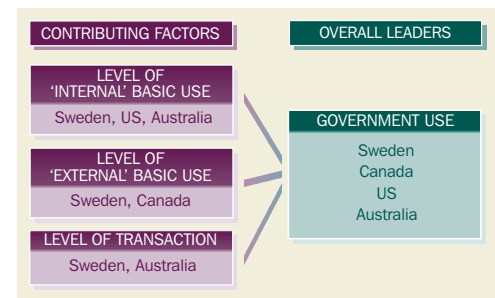 CONTRIBUTING FACTORS
LEVEL OF
‘INTERNAL’ BASIC USE
Sweden, US, Australia
LEVEL OF
‘EXTERNAL’ BASIC USE
Sweden, Canada
LEVEL OF TRANSACTION
Sweden, Australia
OVERALL LEADERS
GOVERNMENT USE
Sweden
Canada
US
Australia